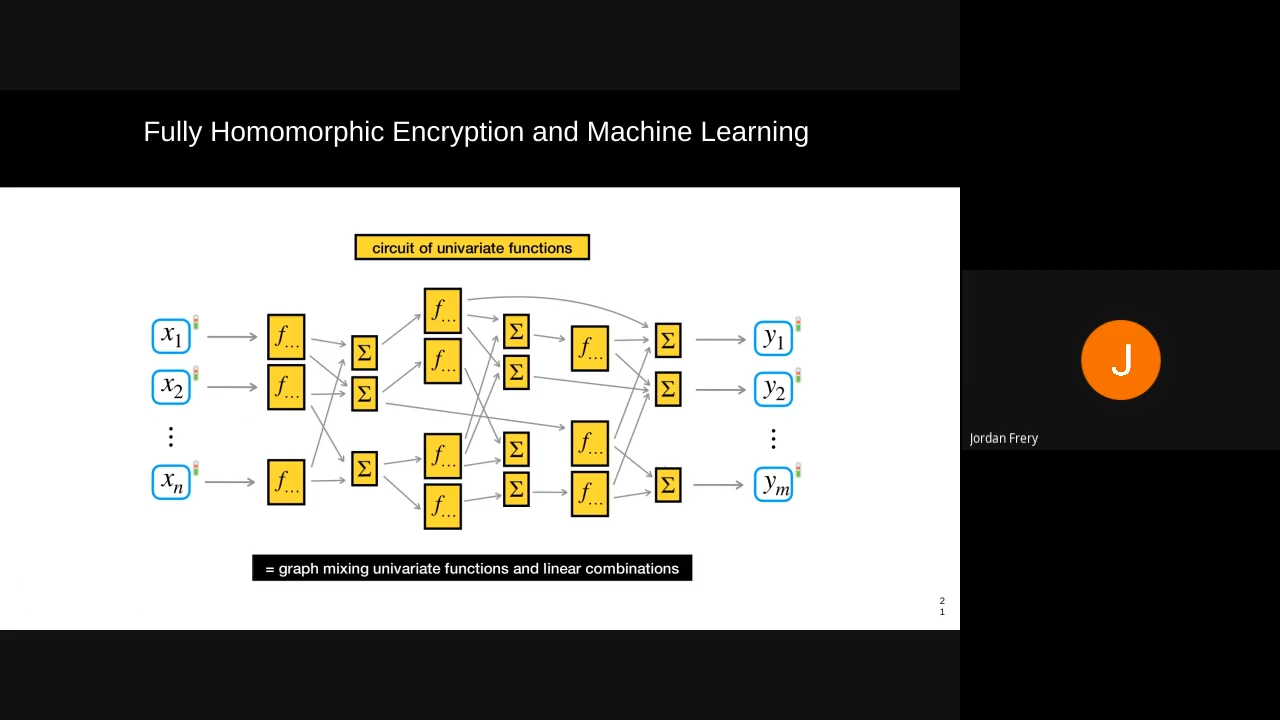 Fully Homomorphic Encryption and Machine Learning
circuit of univariate functions
x1 f... Σ f... f... Σ Σ f... Σ Σ y1
x2 f... Σ y2
⋮ ⋮
xn f... Σ f... f... Σ Σ f... f... Σ ym
= graph mixing univariate functions and linear combinations
2
1
J
Jordan Frery